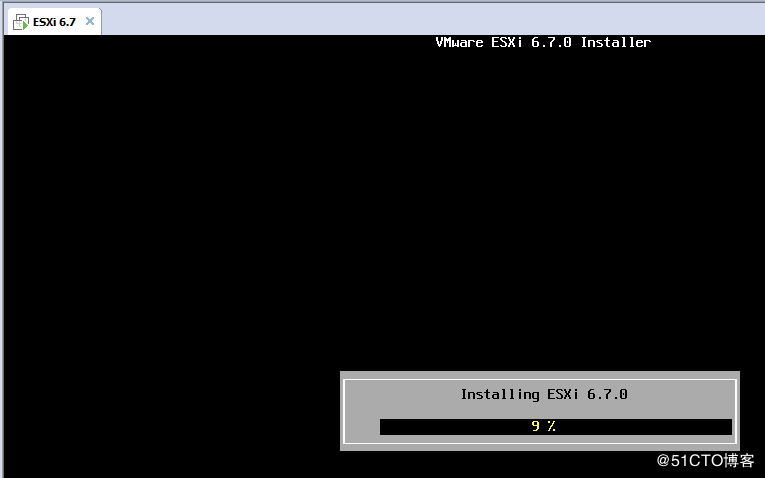 ESXi 6.7
VMware ESXi 6.7.0 Installer
Installing ESXi 6.7.0
9 %
@51CTO博客